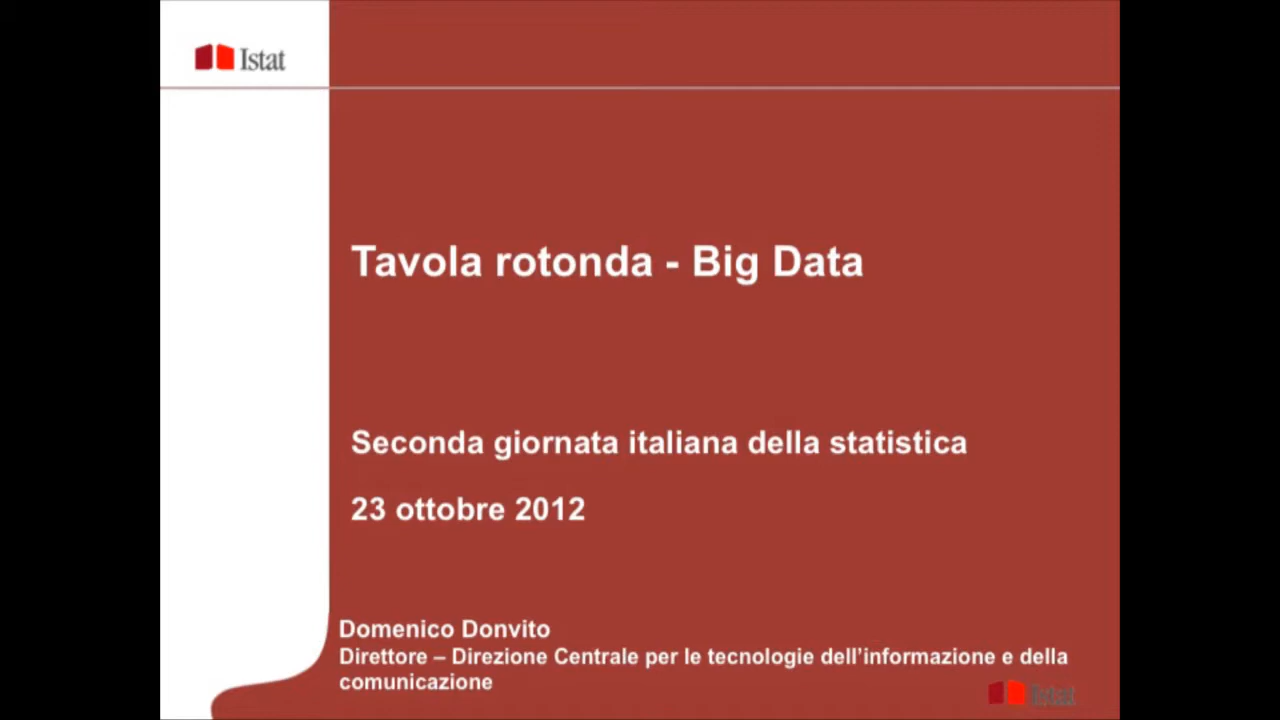 Istat
Tavola rotonda - Big Data
Seconda giornata italiana della statistica
23 ottobre 2012
Domenico Donvito
Direttore – Direzione Centrale per le tecnologie dell’informazione e della
comunicazione
Istat